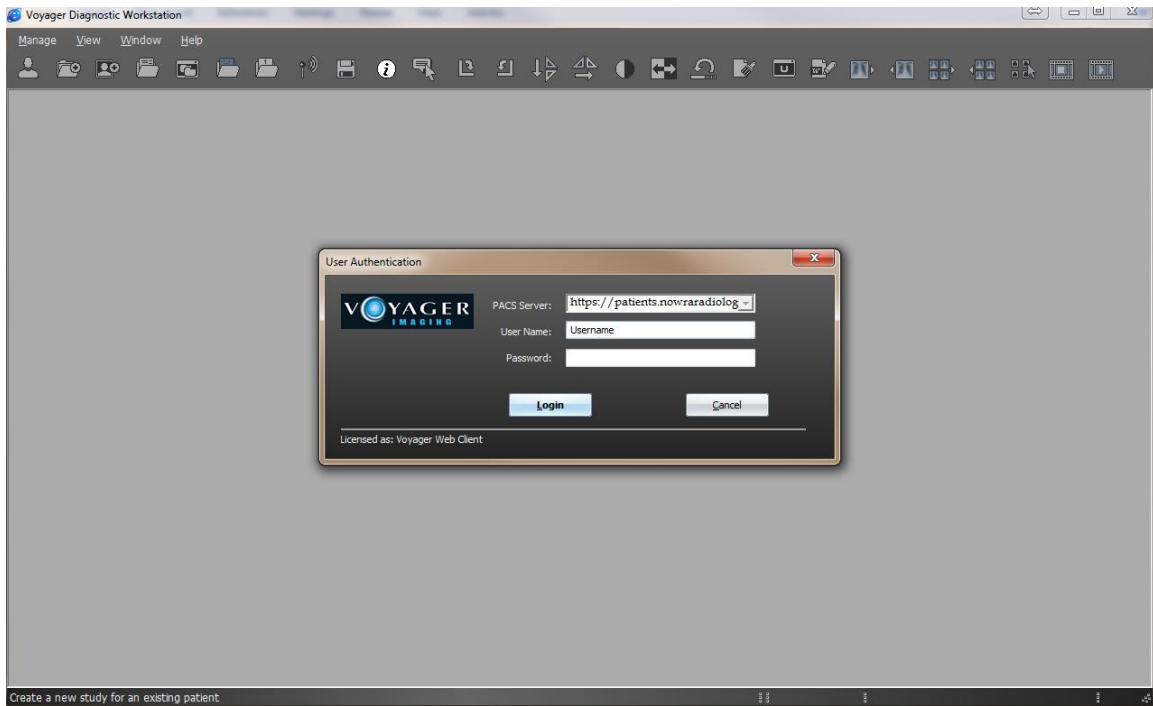 Voyager Diagnostic Workstation
Manage View Window Help
User Authentication
VOYAGER
IMAGING
PACS Server: https://patients.nowraradiolog
User Name: Username
Password:
Login Cancel
Licensed as: Voyager Web Client
Create a new study for an existing patient